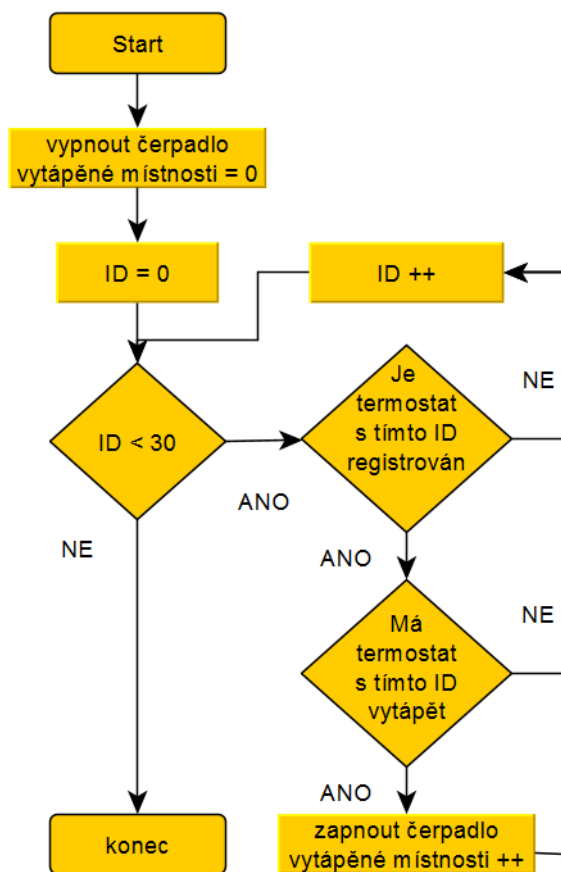 Start
vypnout čerpadlo
vytápěné místnosti = 0
ID = 0
ID ++
ID < 30
Je
termostat
s tímto ID
registrován
NE
ANO
NE
ANO
Má
termostat
s tímto ID
vytápět
NE
ANO
zapnout čerpadlo
vytápěné místnosti ++
konec